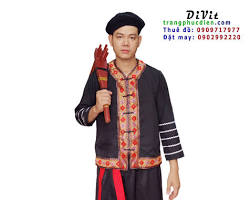 DiVit
trangphucdien.com
Thuê đồ: 0909717977
Đặt may: 0902992220